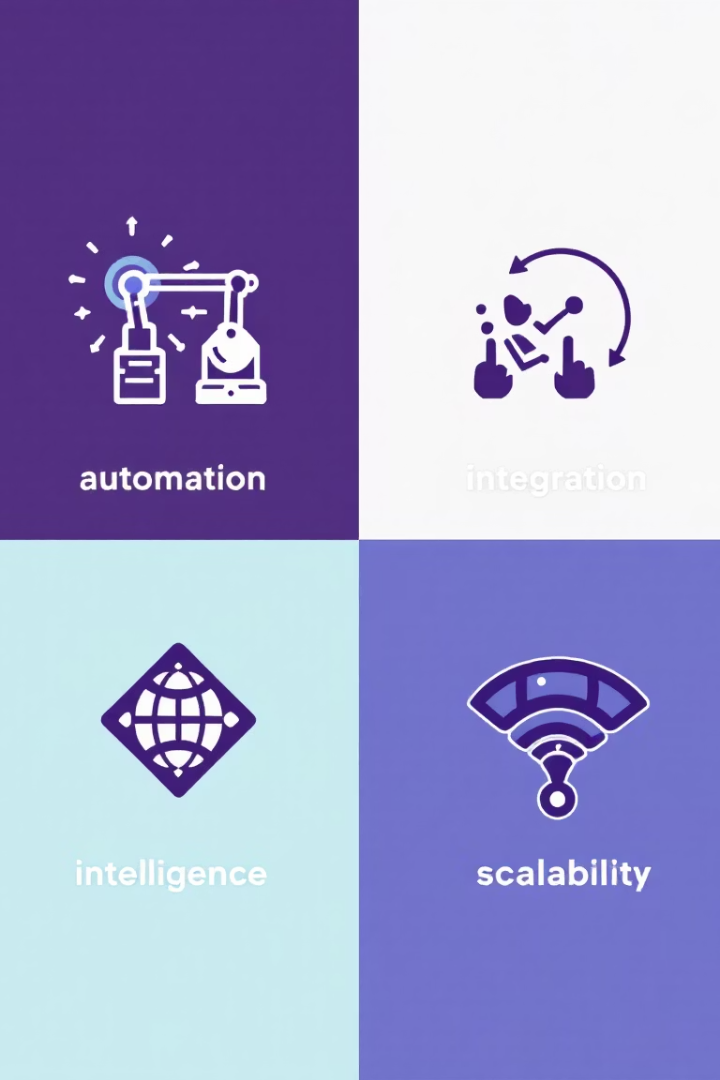 automation
integration
intelligence
scalability